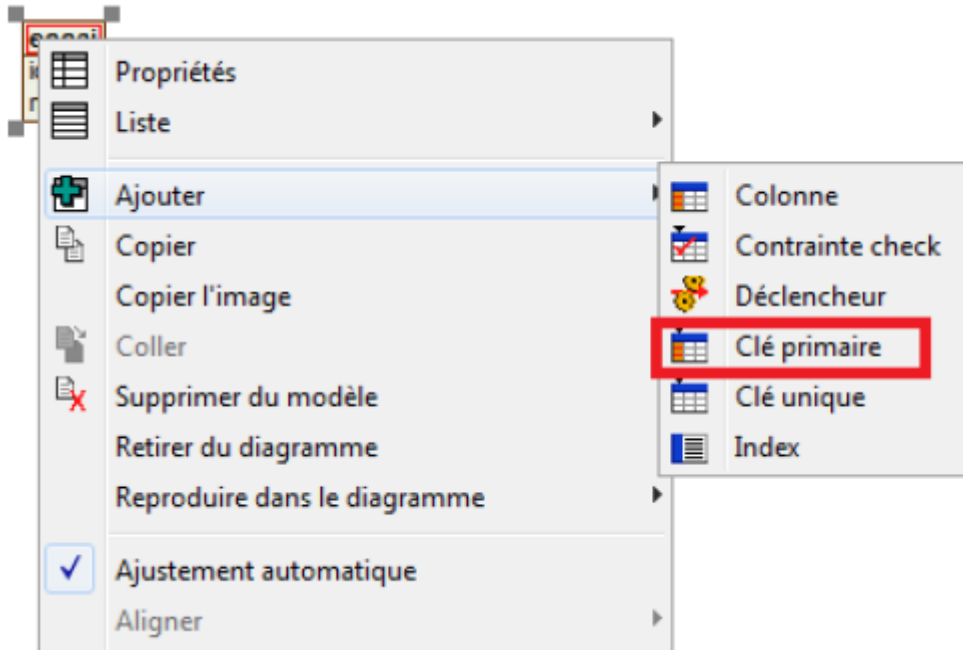 Propriétés
Liste
Ajouter
Copier
Copier l'image
Coller
Supprimer du modèle
Retirer du diagramme
Reproduire dans le diagramme
Ajustement automatique
Aligner
Colonne
Contrainte check
Déclencheur
Clé primaire
Clé unique
Index